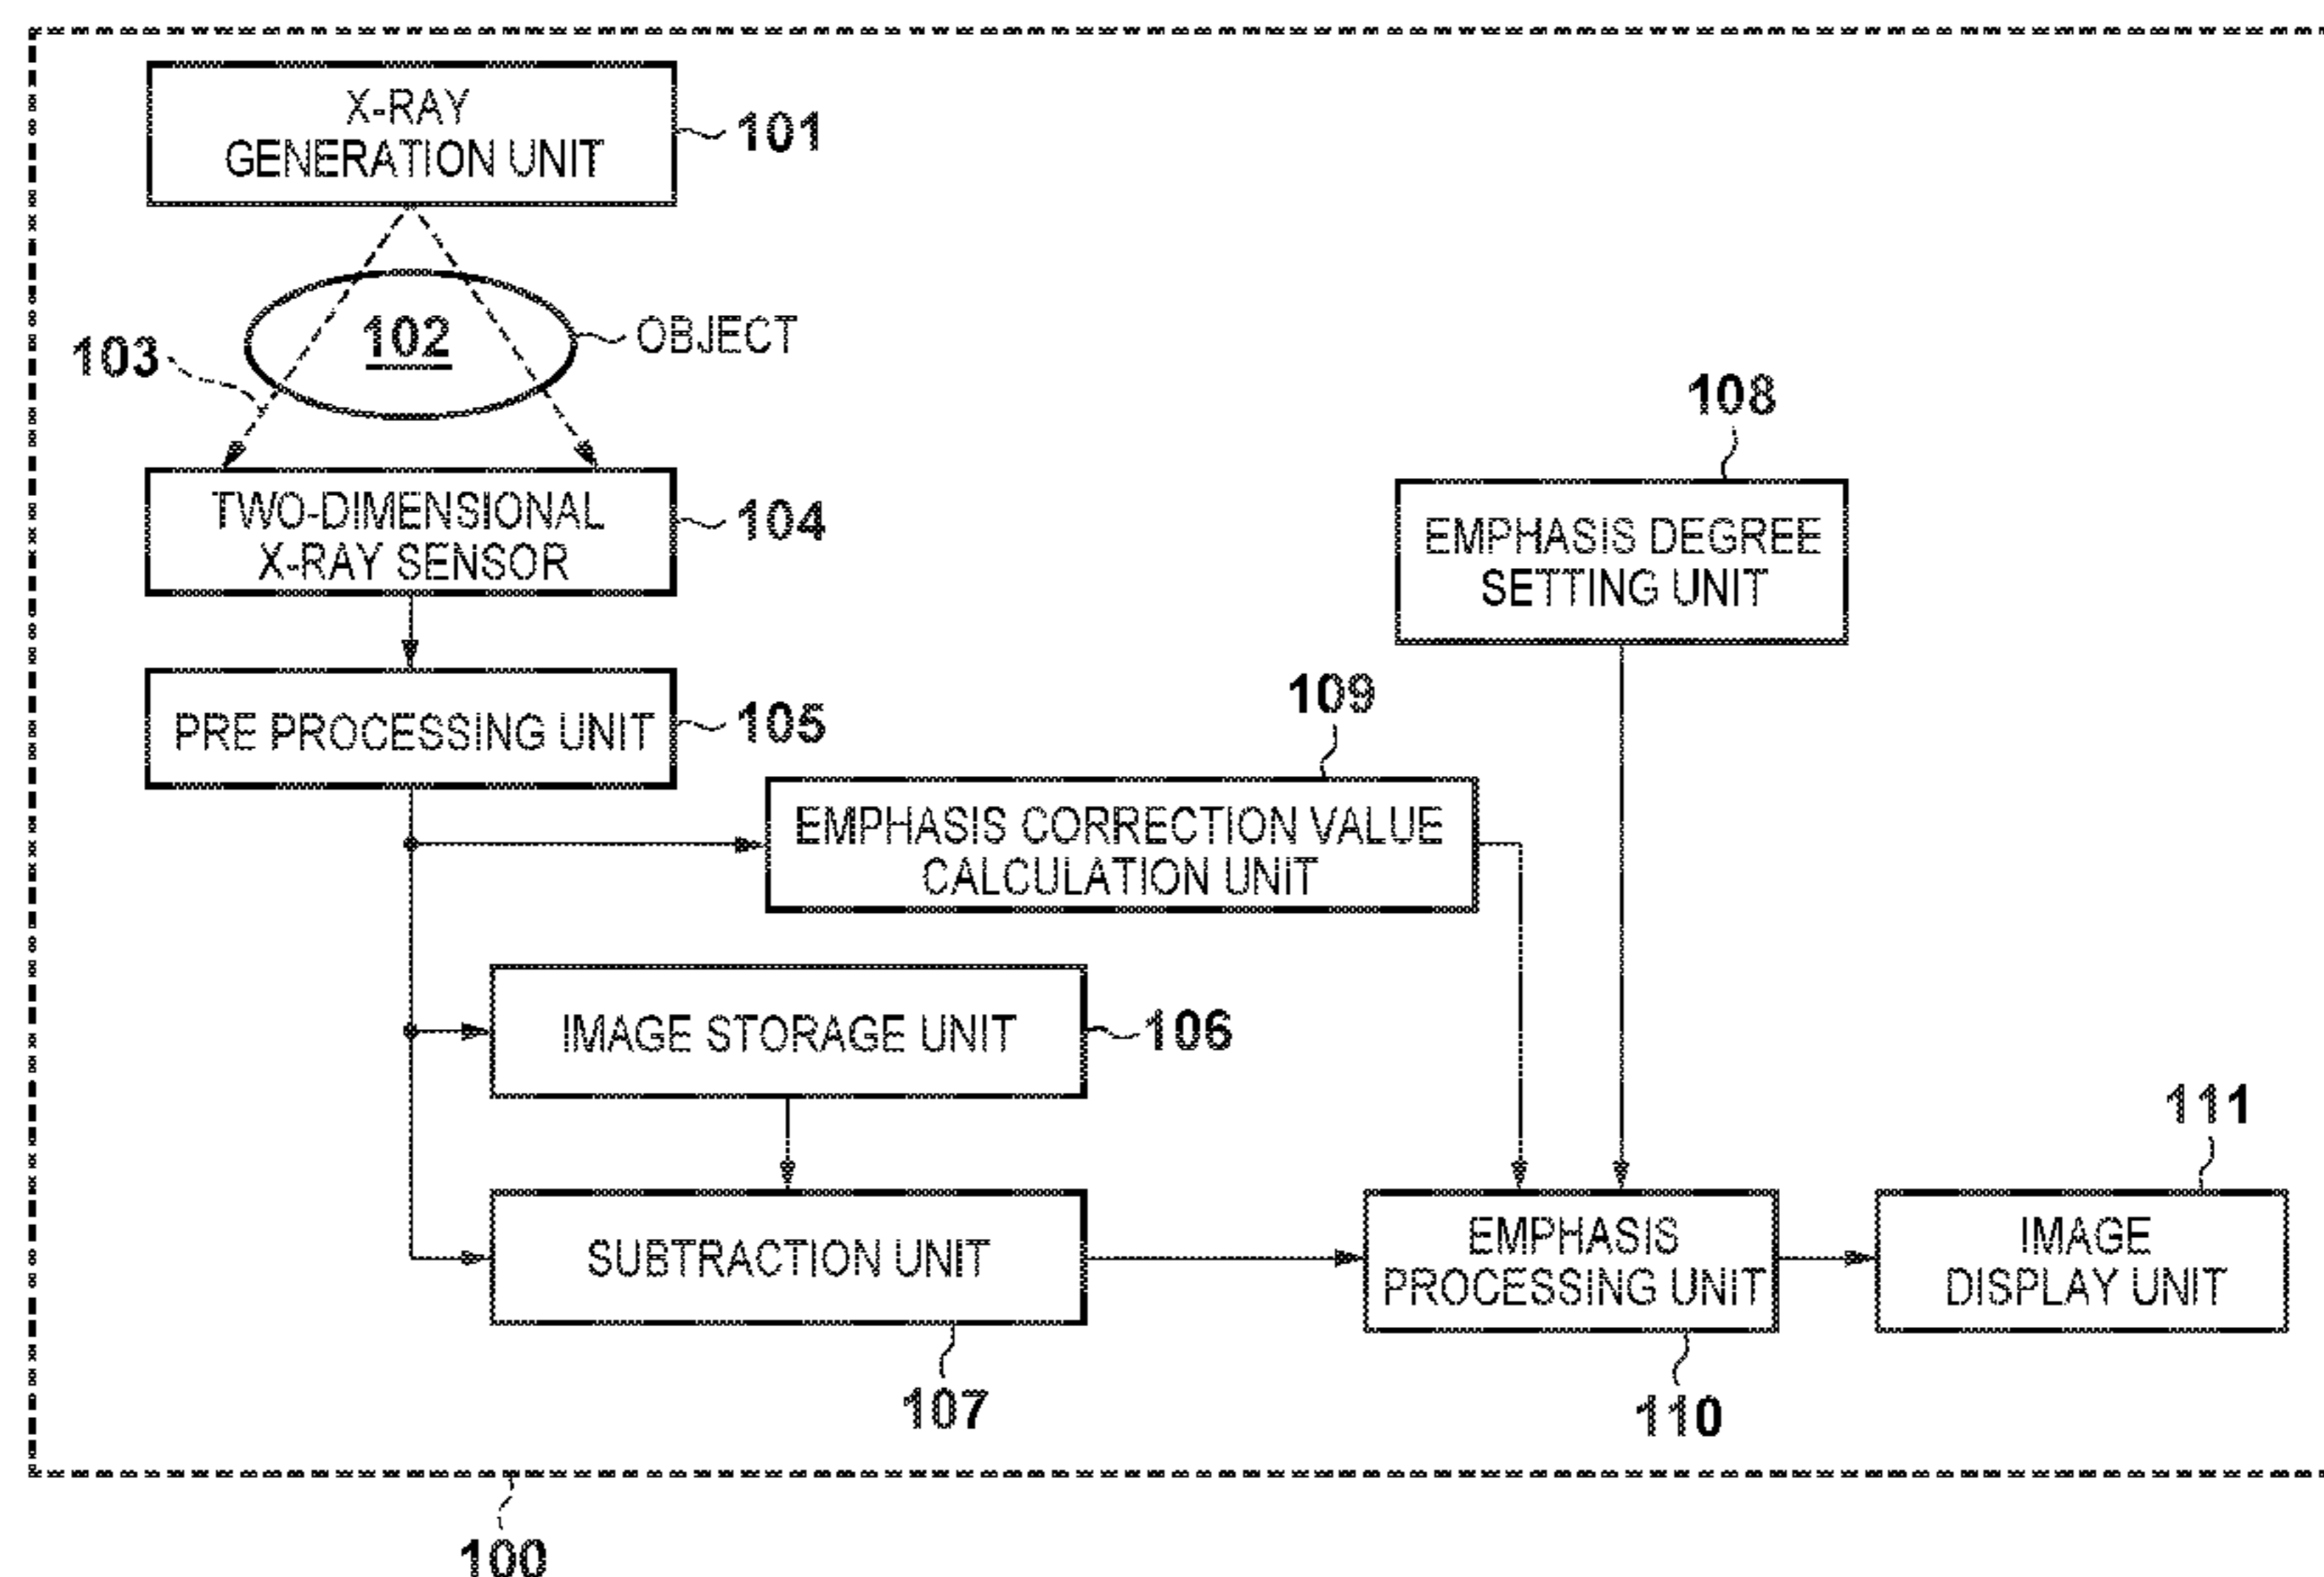 X-RAY
GENERATION UNIT
101
102
OBJECT
103
TWO-DIMENSIONAL
X-RAY SENSOR
104
108
EMPHASIS DEGREE
SETTING UNIT
PRE PROCESSING UNIT
105
109
EMPHASIS CORRECTION VALUE
CALCULATION UNIT
IMAGE STORAGE UNIT
106
SUBTRACTION UNIT
107
EMPHASIS
PROCESSING UNIT
110
111
IMAGE
DISPLAY UNIT
100